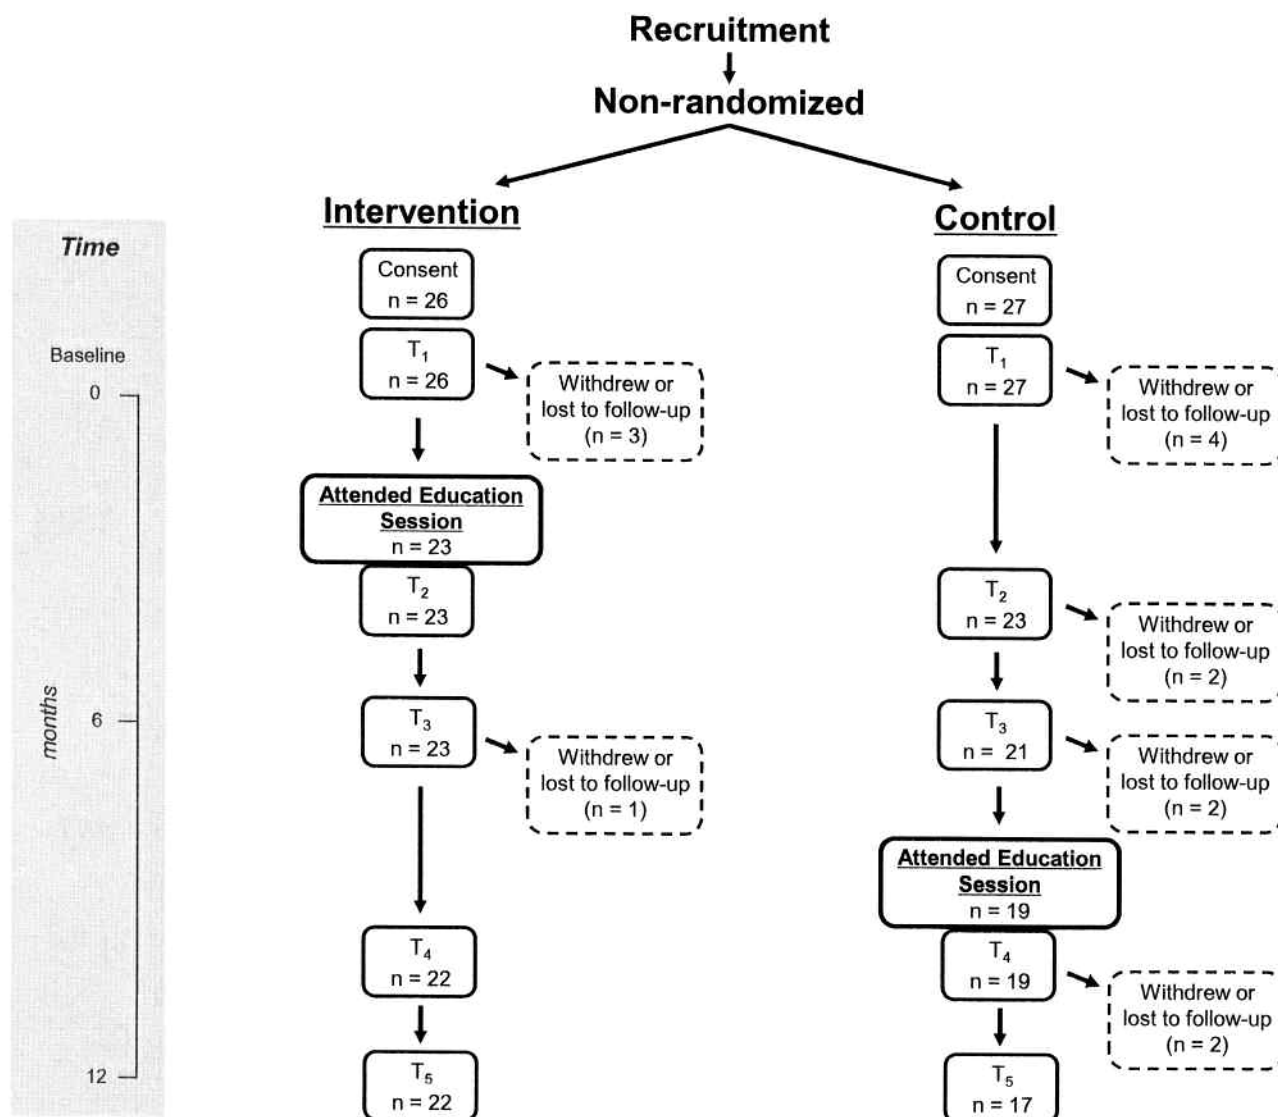 Recruitment
Non-randomized
Intervention
Control
Time
Baseline
0
months
6
12
Consent
n = 26
T1
n = 26
Withdrew or
lost to follow-up
(n = 3)
Attended Education
Session
n = 23
T2
n = 23
T3
n = 23
Withdrew or
lost to follow-up
(n = 1)
T4
n = 22
T5
n = 22
Consent
n = 27
T1
n = 27
Withdrew or
lost to follow-up
(n = 4)
T2
n = 23
Withdrew or
lost to follow-up
(n = 2)
T3
n = 21
Withdrew or
lost to follow-up
(n = 2)
Attended Education
Session
n = 19
T4
n = 19
Withdrew or
lost to follow-up
(n = 2)
T5
n = 17